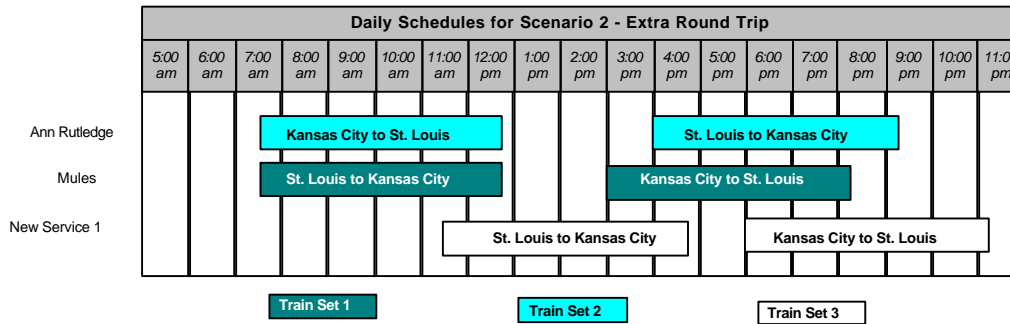 Daily Schedules for Scenario 2 - Extra Round Trip
5:00 am 6:00 am 7:00 am 8:00 am 9:00 am 10:00 am 11:00 am 12:00 pm 1:00 pm 2:00 pm 3:00 pm 4:00 pm 5:00 pm 6:00 pm 7:00 pm 8:00 pm 9:00 pm 10:00 pm 11:00 pm
Ann Rutledge Kansas City to St. Louis St. Louis to Kansas City
Mules St. Louis to Kansas City Kansas City to St. Louis
New Service 1 St. Louis to Kansas City Kansas City to St. Louis
Train Set 1 Train Set 2 Train Set 3